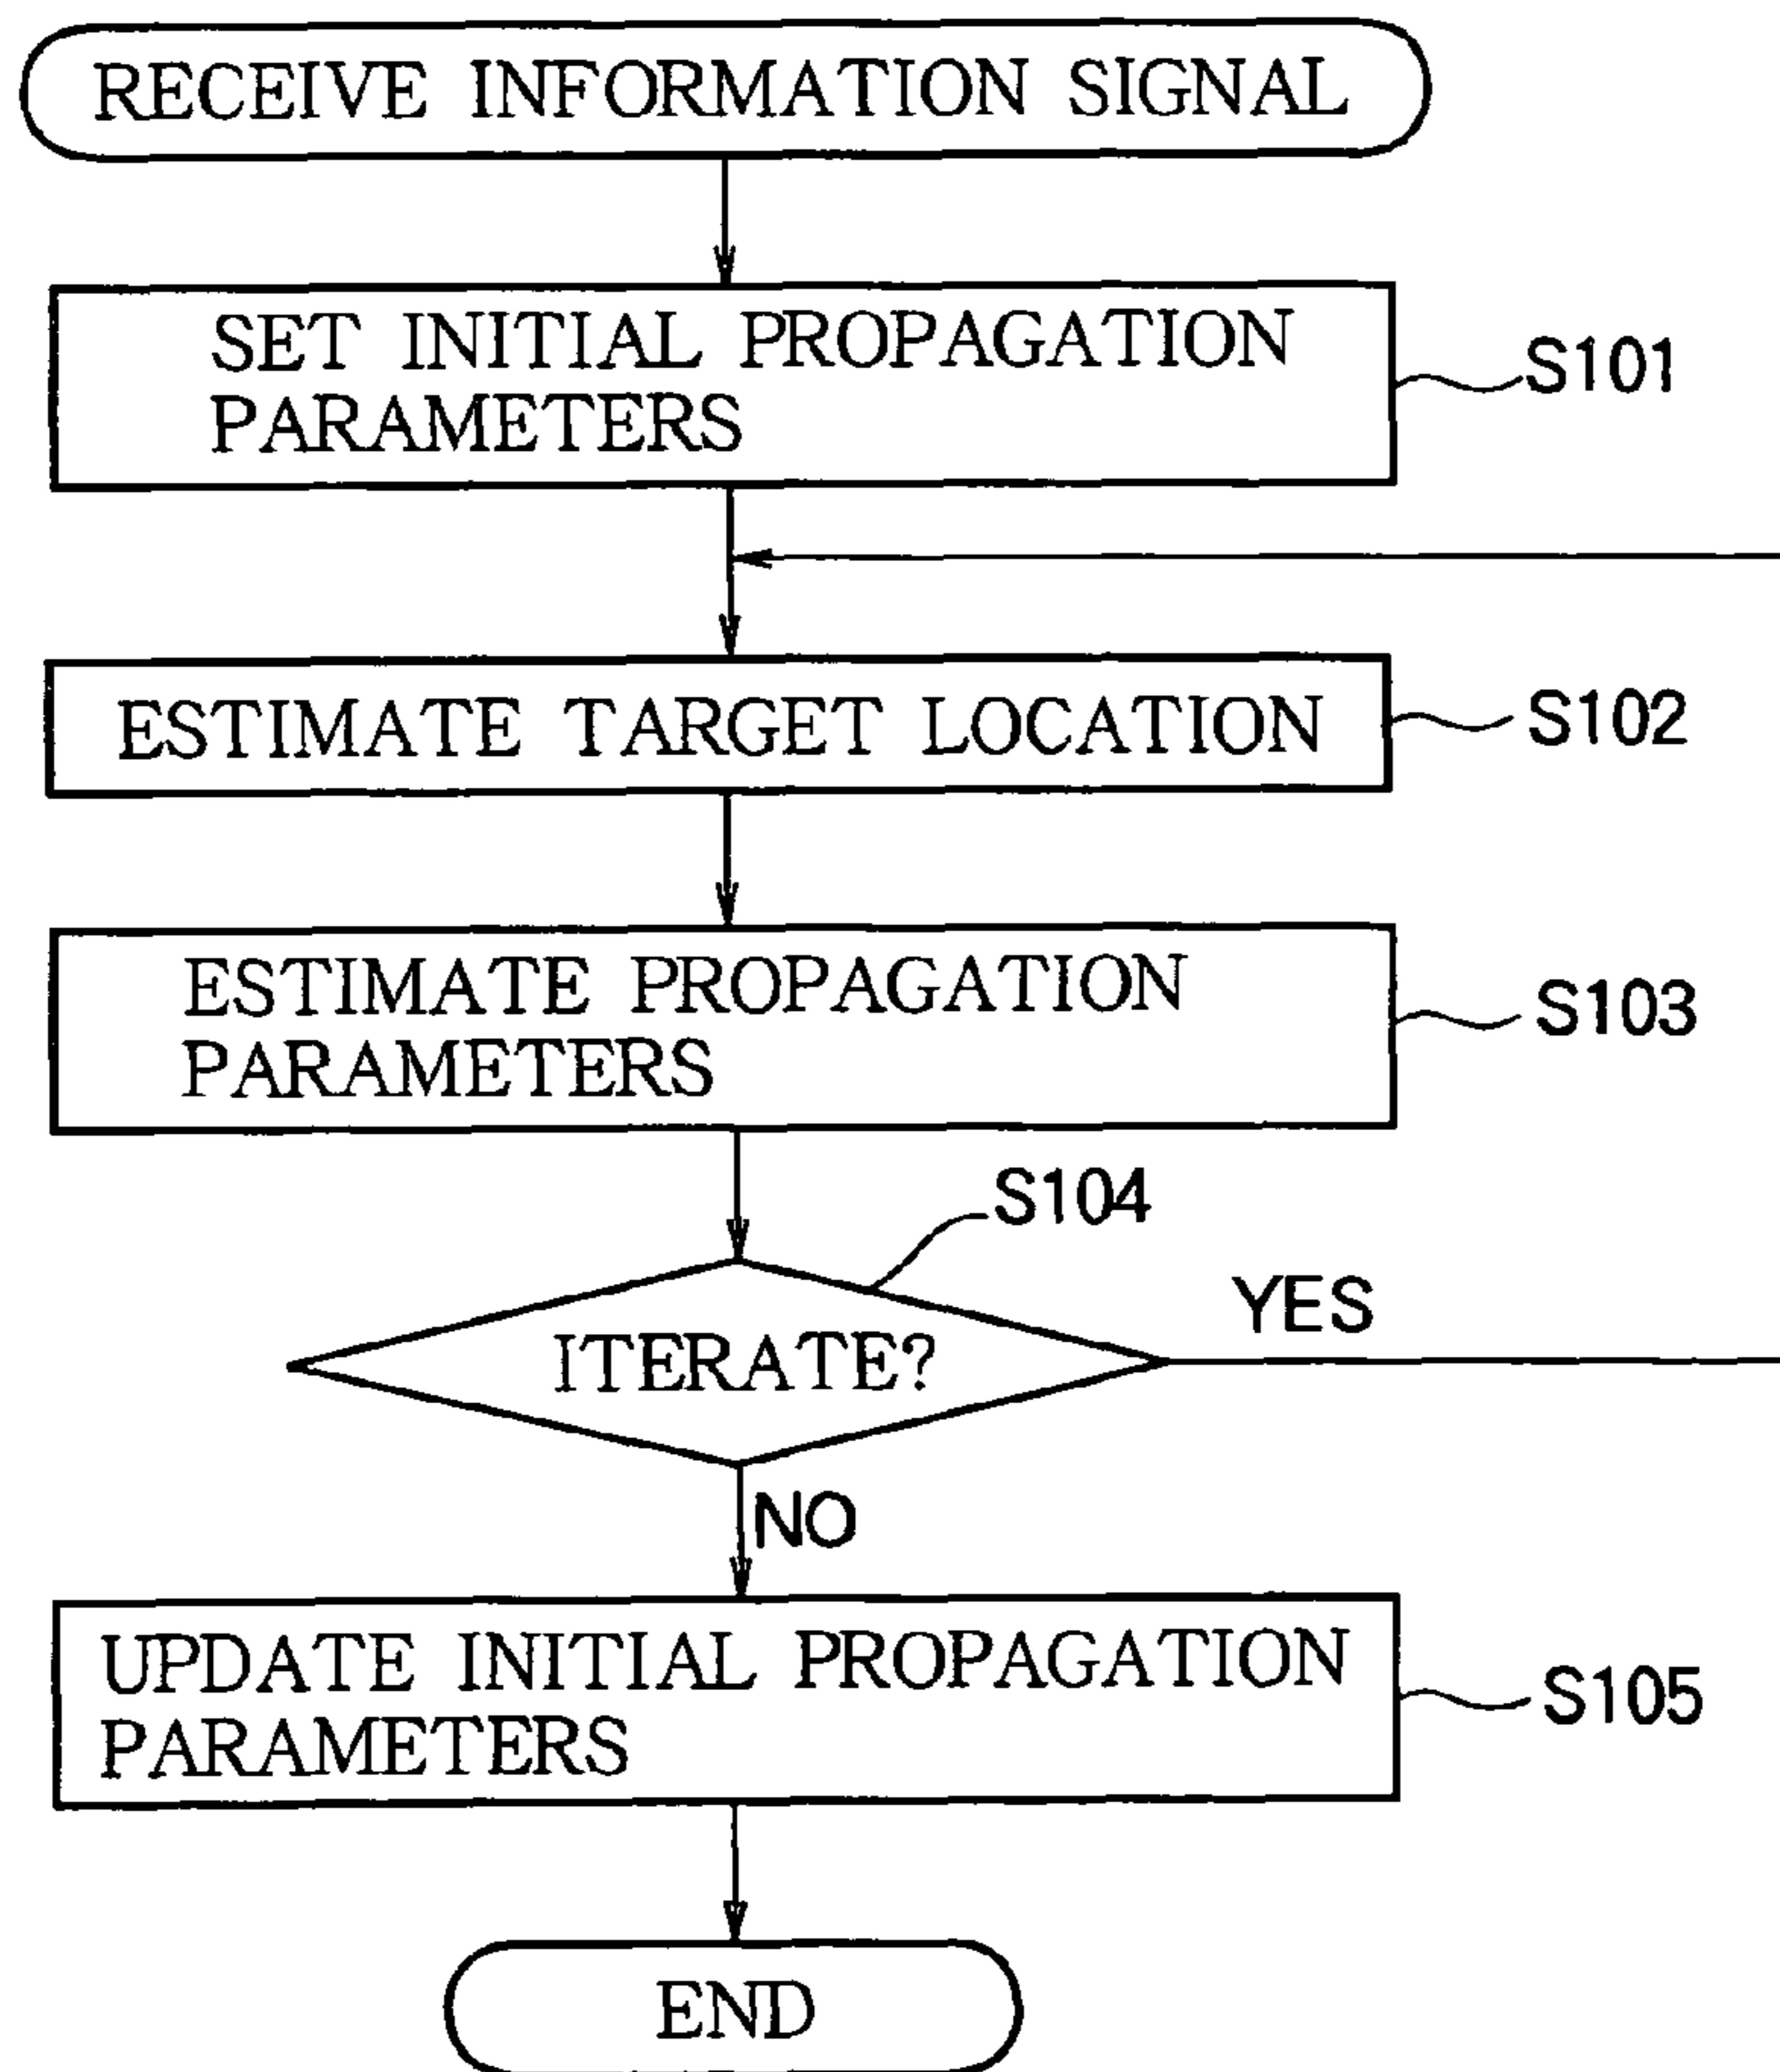 RECEIVE INFORMATION SIGNAL
SET INITIAL PROPAGATION
PARAMETERS
S101
ESTIMATE TARGET LOCATION
S102
ESTIMATE PROPAGATION
PARAMETERS
S103
S104
ITERATE?
YES
NO
UPDATE INITIAL PROPAGATION
PARAMETERS
S105
END